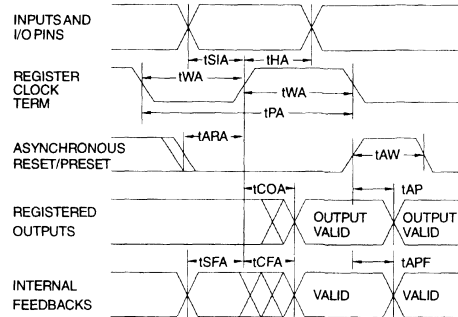 INPUTS AND
I/O PINS
tSIA
tHA
REGISTER
CLOCK
TERM
tWA
tWA
tPA
ASYNCHRONOUS
RESET/PRESET
tARA
tAW
tCOA
tAP
REGISTERED
OUTPUTS
OUTPUT
VALID
OUTPUT
VALID
tSFA
tCFA
tAPF
INTERNAL
FEEDBACKS
VALID
VALID